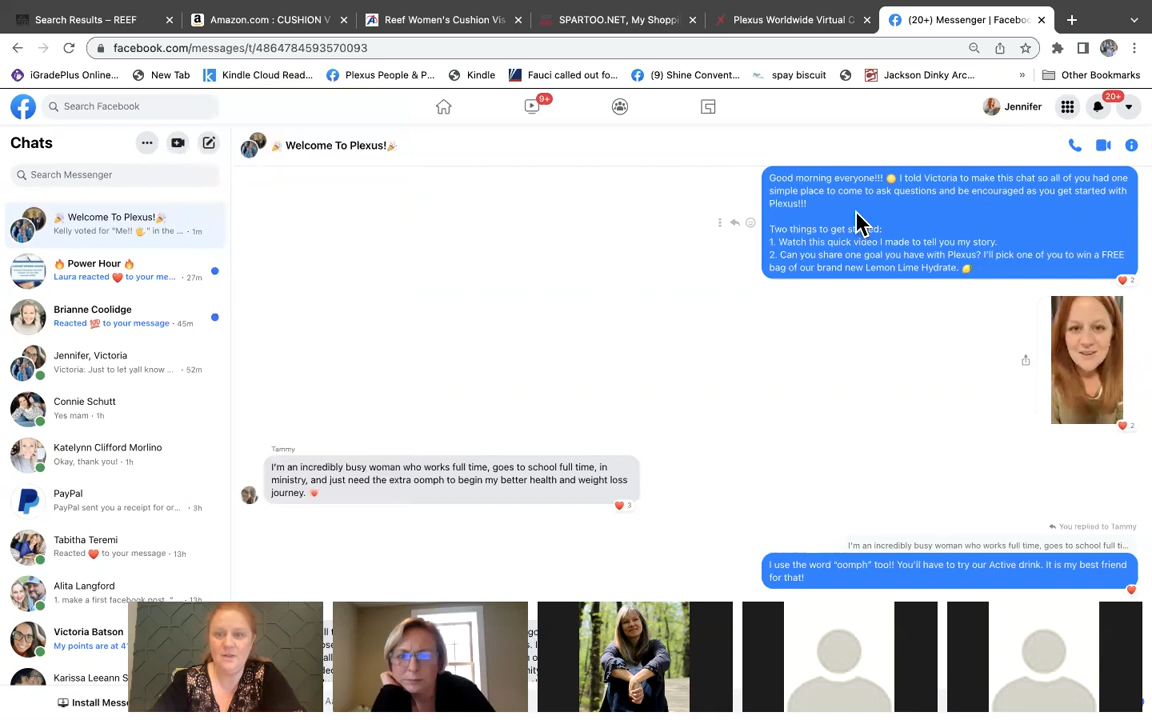 Search Results – REEF
Amazon.com : CUSHION V
Reef Women's Cushion Vis
SPARTOO.NET, My Shoppi
Plexus Worldwide Virtual C
(20+) Messenger | Faceboo
facebook.com/messages/t/4864784593570093
iGradePlus Online...
New Tab
Kindle Cloud Read...
Plexus People & P...
Kindle
Fauci called out fo...
(9) Shine Convent...
spay biscuit
Jackson Dinky Arc...
»
Other Bookmarks
Search Facebook
9+
Jennifer
20+
Chats
Search Messenger
🎉 Welcome To Plexus!🎉
Kelly voted for "Me!! 🖐" in the ... · 1m
🔥 Power Hour 🔥
Laura reacted ❤️ to your me... · 27m
Brianne Coolidge
Reacted 💯 to your message · 45m
Jennifer, Victoria
Victoria: Just to let yall know ... · 52m
Connie Schutt
Yes mam · 1h
Katelynn Clifford Morlino
Okay, thank you! · 1h
PayPal
PayPal sent you a receipt for or... · 3h
Tabitha Teremi
Reacted ❤️ to your message · 13h
Alita Langford
1. make a first facebook post, " · 13h
Victoria Batson
My points are at 4
Karissa Leeann S
Install Messe
🎉 Welcome To Plexus!🎉
Good morning everyone!!! 🌞 I told Victoria to make this chat so all of you had one
simple place to come to ask questions and be encouraged as you get started with
Plexus!!!
Two things to get st ed:
1. Watch this quick video I made to tell you my story.
2. Can you share one goal you have with Plexus? I'll pick one of you to win a FREE
bag of our brand new Lemon Lime Hydrate. 🍋
❤️ 2
❤️ 2
Tammy
I'm an incredibly busy woman who works full time, goes to school full time, in
ministry, and just need the extra oomph to begin my better health and weight loss
journey.
❤️ 3
You replied to Tammy
I'm an incredibly busy woman who works full time, goes to school full ti...
I use the word "oomph" too!! You'll have to try our Active drink. It is my best friend
for that!